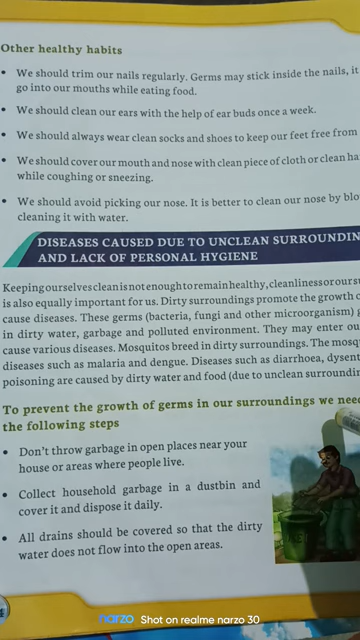 Other healthy habits
• We should trim our nails regularly. Germs may stick inside the nails, it
go into our mouths while eating food.
• We should clean our ears with the help of ear buds once a week.
• We should always wear clean socks and shoes to keep our feet free from
• We should cover our mouth and nose with clean piece of cloth or clean ha
while coughing or sneezing.
• We should avoid picking our nose. It is better to clean our nose by blo
cleaning it with water.
DISEASES CAUSED DUE TO UNCLEAN SURROUNDIN
AND LACK OF PERSONAL HYGIENE
Keeping ourselves clean is not enough to remain healthy, cleanliness or our su
is also equally important for us. Dirty surroundings promote the growth o
cause diseases. These germs (bacteria, fungi and other microorganism) g
in dirty water, garbage and polluted environment. They may enter ou
cause various diseases. Mosquitos breed in dirty surroundings. The mosq
diseases such as malaria and dengue. Diseases such as diarrhoea, dysent
poisoning are caused by dirty water and food (due to unclean surroundin
To prevent the growth of germs in our surroundings we need
the following steps
• Don't throw garbage in open places near your
house or areas where people live.
• Collect household garbage in a dustbin and
cover it and dispose it daily.
• All drains should be covered so that the dirty
water does not flow into the open areas.
narzo Shot on realme narzo 30